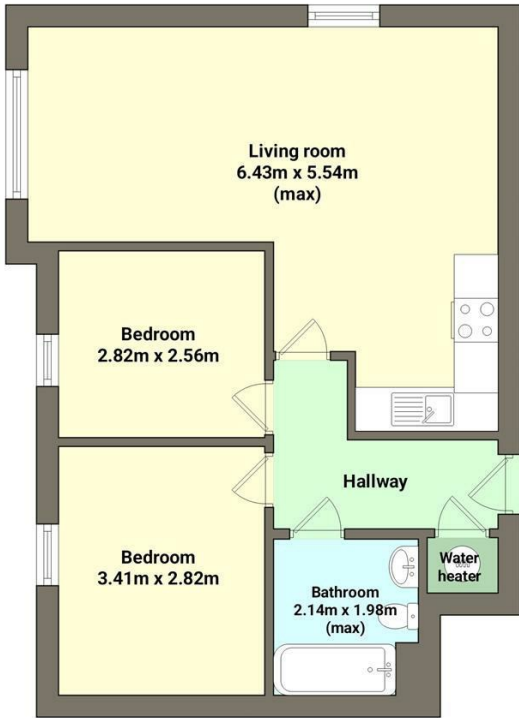 Living room
6.43m x 5.54m
(max)
Bedroom
2.82m x 2.56m
Hallway
Bedroom
3.41m x 2.82m
Water
heater
Bathroom
2.14m x 1.98m
(max)